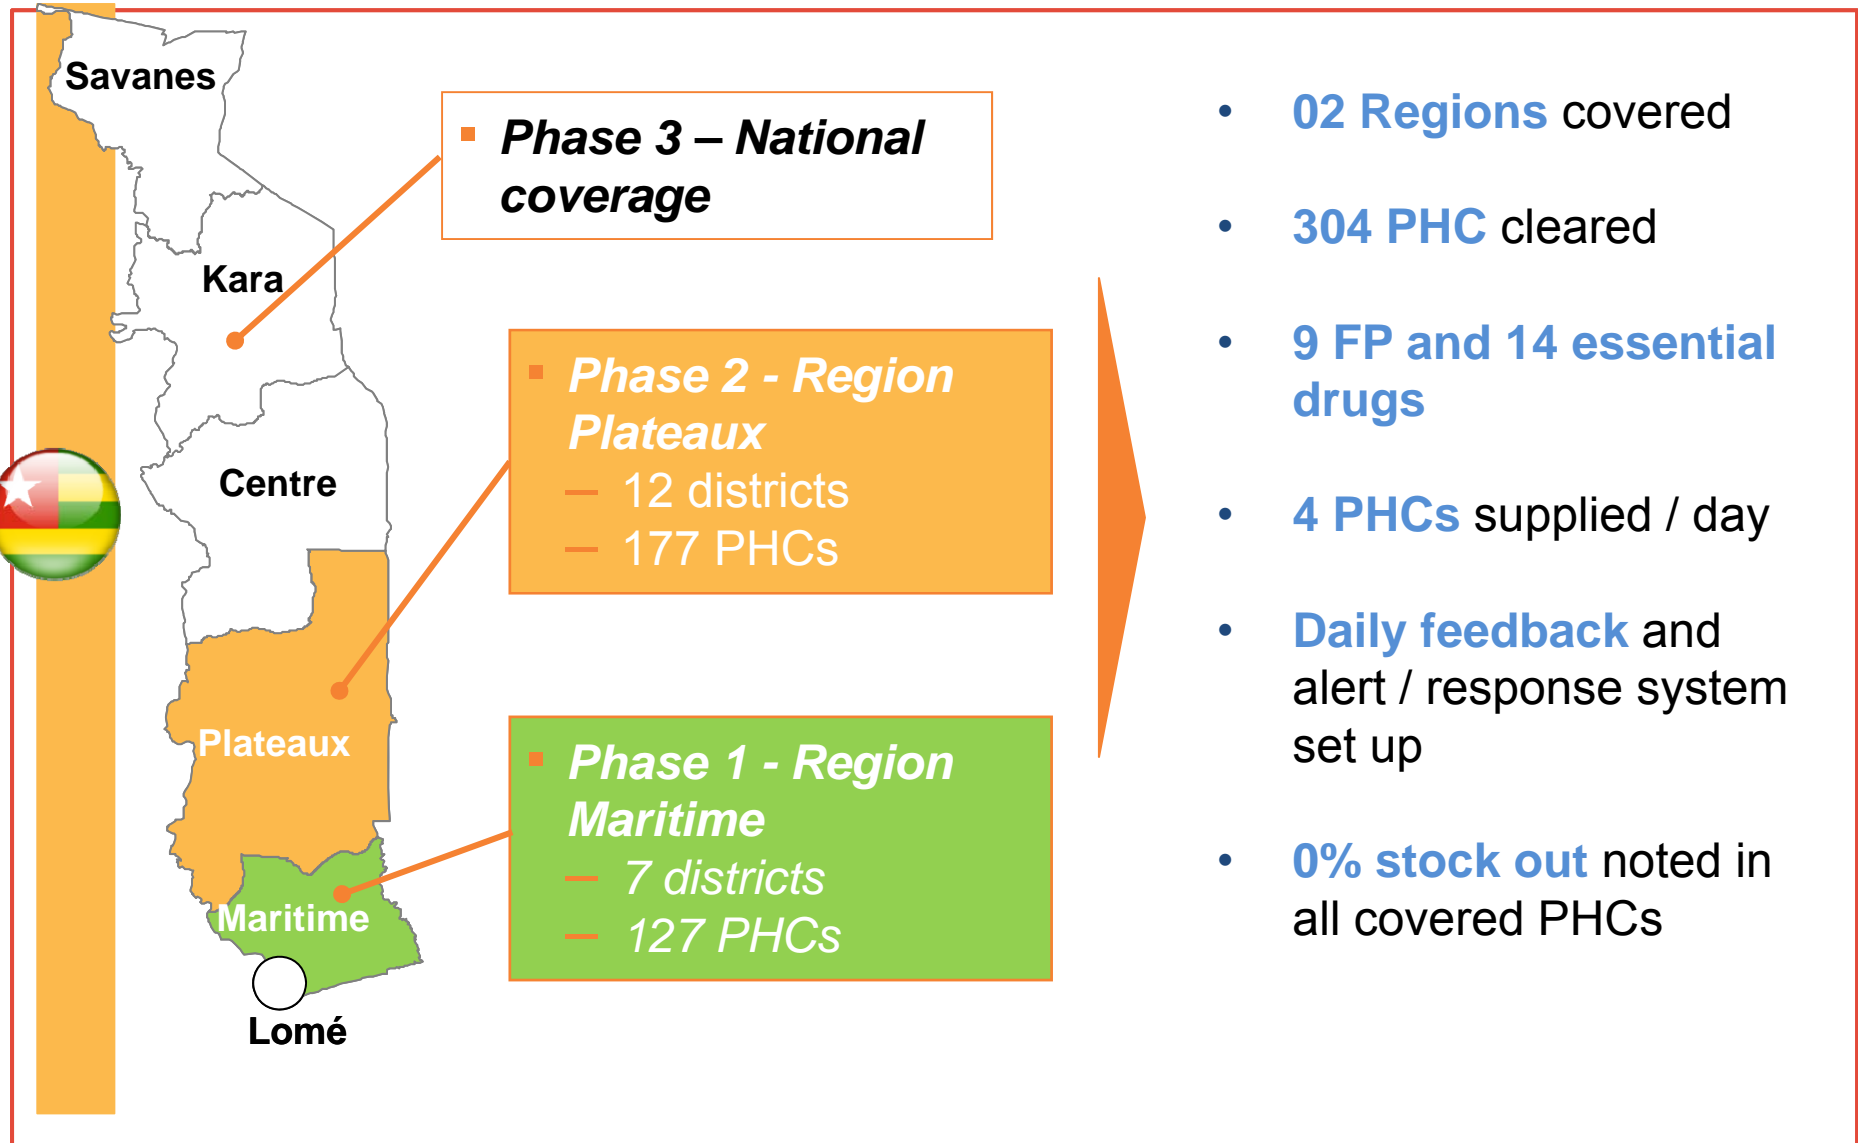 Savanes
Kara
Centre
Plateaux
Maritime
Lomé
▪ Phase 3 – National
coverage
▪ Phase 2 - Region
Plateaux
– 12 districts
– 177 PHCs
▪ Phase 1 - Region
Maritime
– 7 districts
– 127 PHCs
• 02 Regions covered
• 304 PHC cleared
• 9 FP and 14 essential
drugs
• 4 PHCs supplied / day
• Daily feedback and
alert / response system
set up
• 0% stock out noted in
all covered PHCs